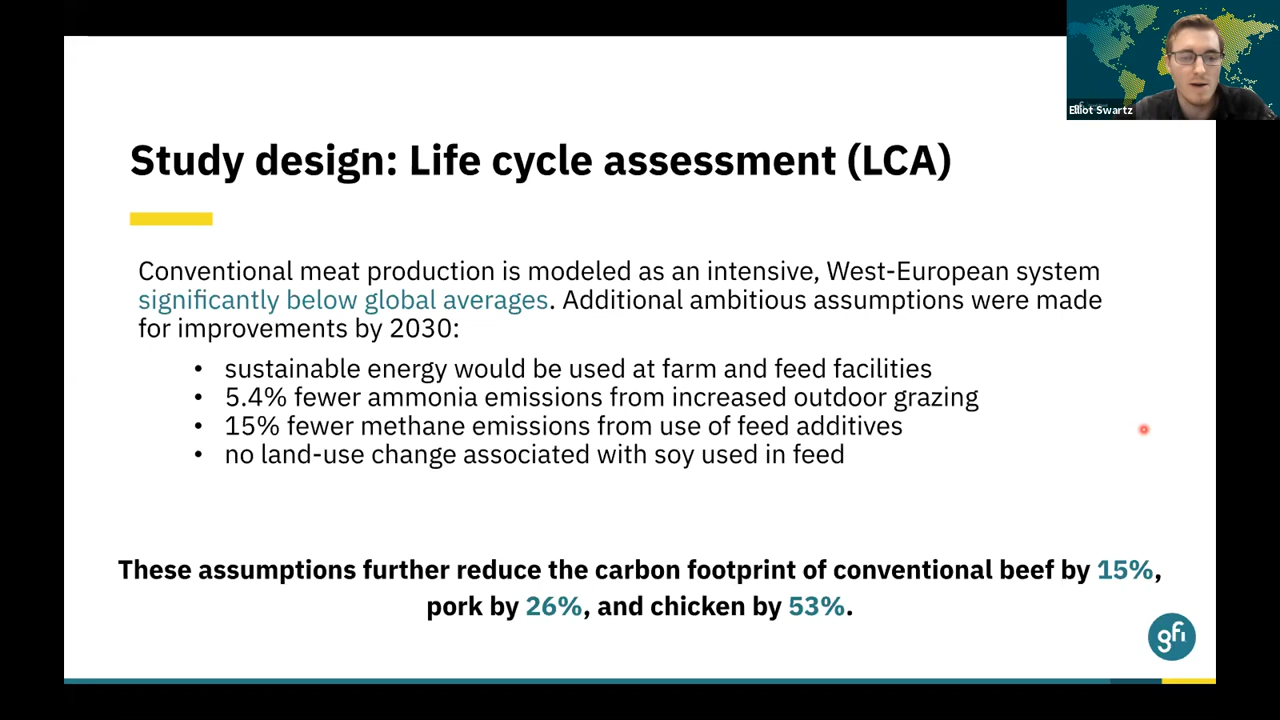 Elliot Swartz
Study design: Life cycle assessment (LCA)
Conventional meat production is modeled as an intensive, West-European system
significantly below global averages. Additional ambitious assumptions were made
for improvements by 2030:
• sustainable energy would be used at farm and feed facilities
• 5.4% fewer ammonia emissions from increased outdoor grazing
• 15% fewer methane emissions from use of feed additives
• no land-use change associated with soy used in feed
These assumptions further reduce the carbon footprint of conventional beef by 15%,
pork by 26%, and chicken by 53%.
gfi